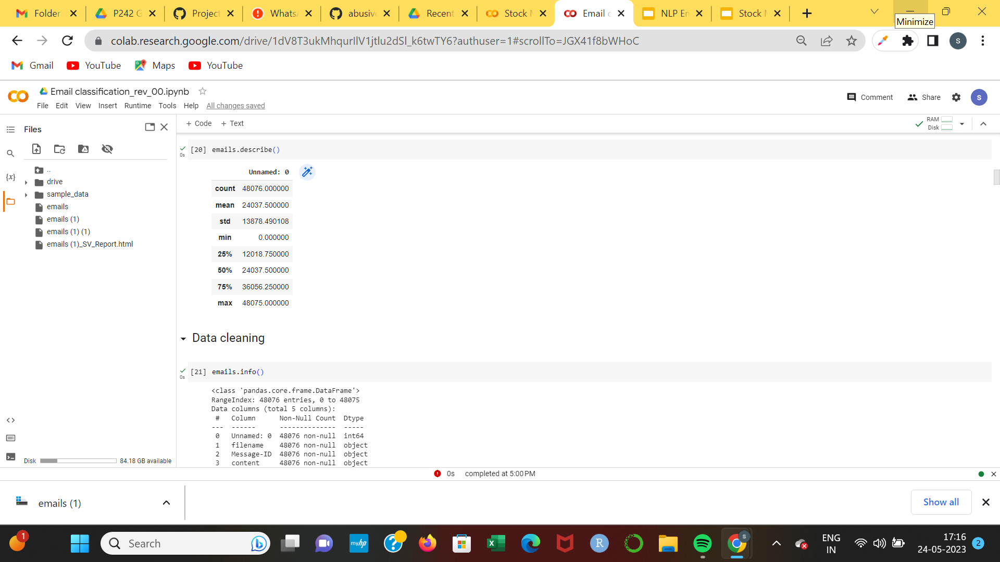 Folder
P242 G
Project
Whats
abusive
Recent
Stock M
Email c
NLP En
Stock M
Minimize
colab.research.google.com/drive/1dV8T3ukMhqurIlV1jtlu2dSl_k6twTY6?authuser=1#scrollTo=JGX41f8bWHoC
S
Gmail
YouTube
Maps
YouTube
Email classification_rev_00.ipynb
File Edit View Insert Runtime Tools Help All changes saved
Comment
Share
S
Files
+ Code + Text
RAM
Disk
{x}
..
drive
sample_data
emails
emails (1)
emails (1) (1)
emails (1)_SV_Report.html
Disk
84.18 GB available
0s
[20] emails.describe()
Unnamed: 0
count 48076.000000
mean 24037.500000
std 13878.490108
min 0.000000
25% 12018.750000
50% 24037.500000
75% 36056.250000
max 48075.000000
Data cleaning
0s
[21] emails.info()
<class 'pandas.core.frame.DataFrame'>
RangeIndex: 48076 entries, 0 to 48075
Data columns (total 5 columns):
# Column Non-Null Count Dtype
--- ------ -------------- -----
0 Unnamed: 0 48076 non-null int64
1 filename 48076 non-null object
2 Message-ID 48076 non-null object
3 content 48076 non-null object
0s completed at 5:00 PM
emails (1)
Show all
1
Search
myhp
?
X
R
S
ENG
IN
17:16
24-05-2023
2